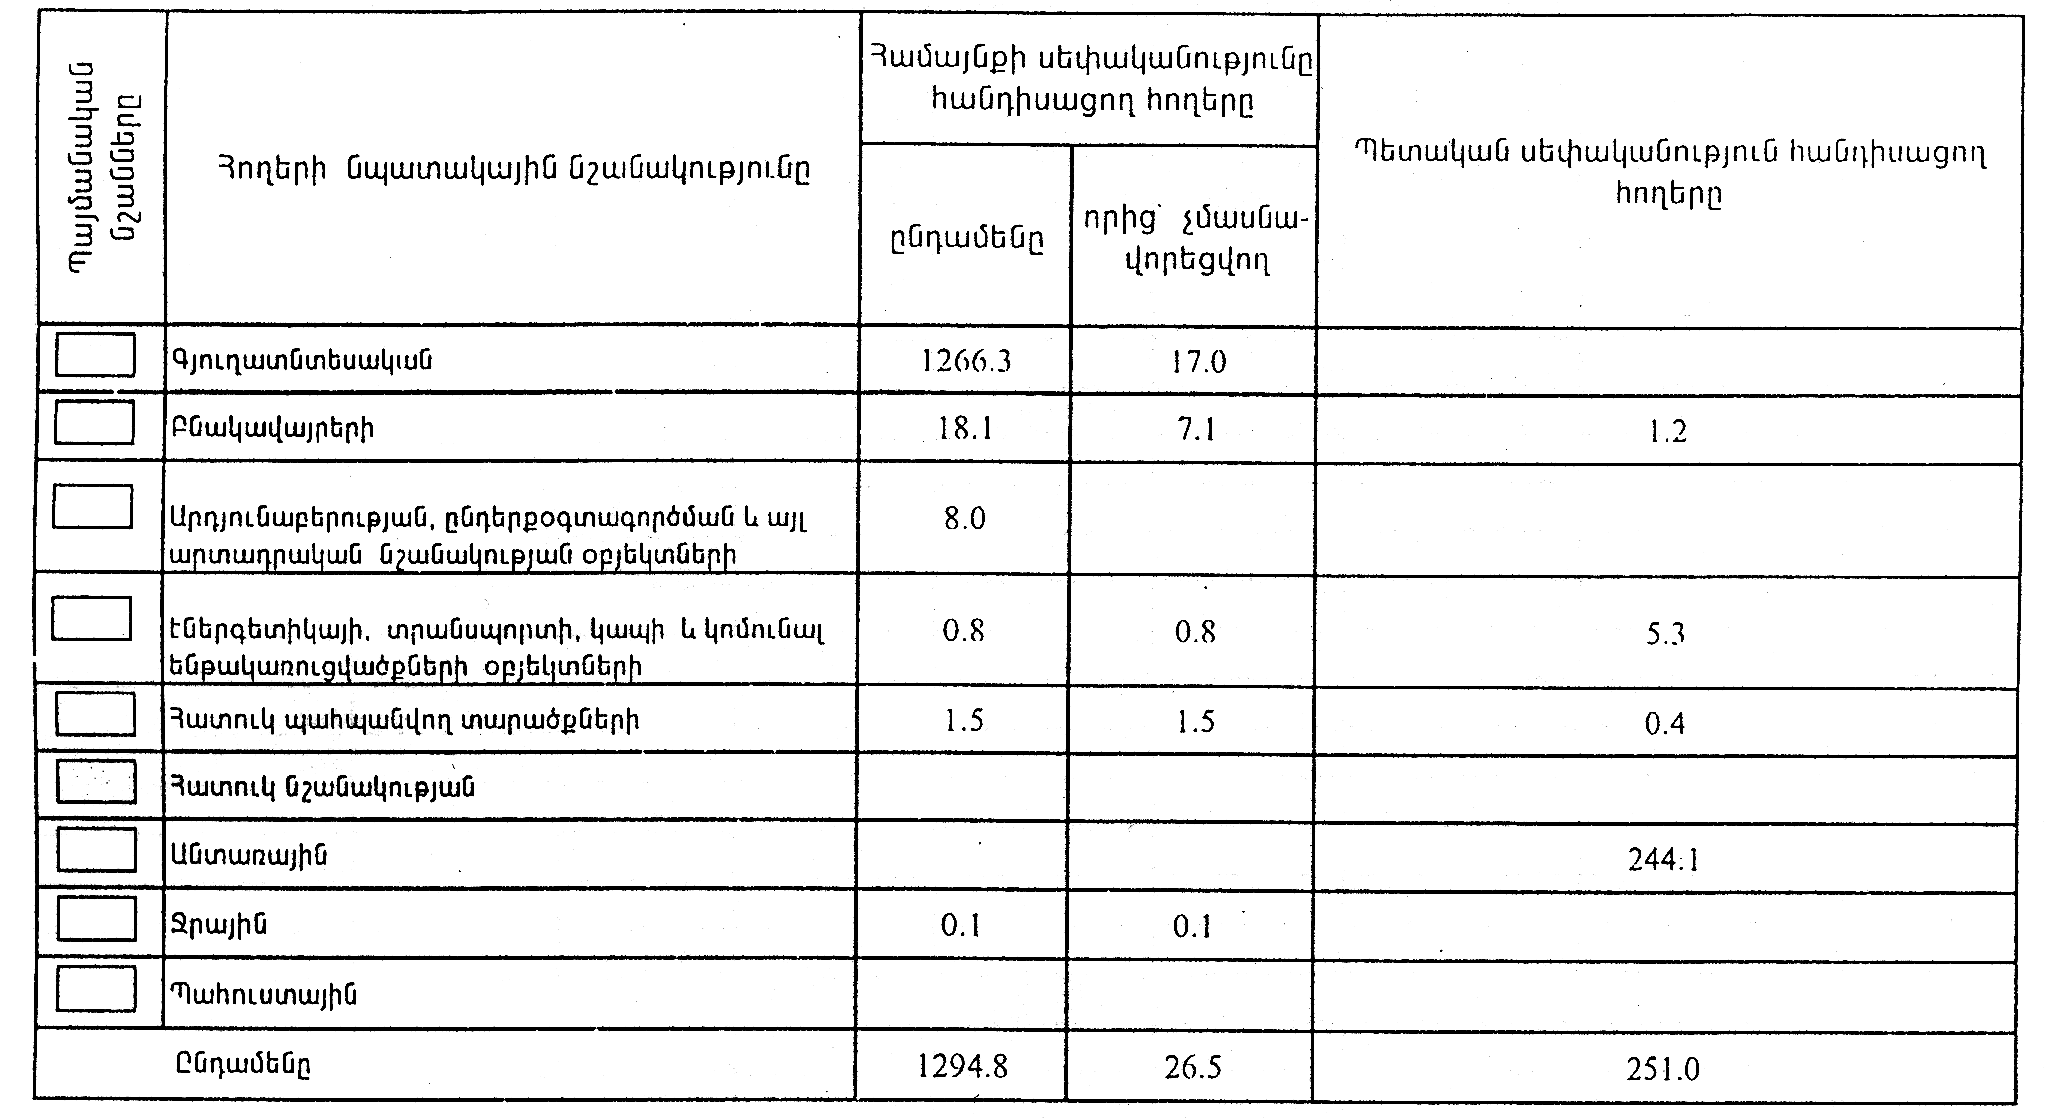 Պայմանական
նշանները
Հողերի նպատակային նշանակությունը
Համայնքի սեփականությունը
հանդիսացող հողերը
ընդամենը
որից՝ չմասնա-
վորեցվող
Պետական սեփականություն հանդիսացող
հողերը
Գյուղատնտեսական 1266.3 17.0
Բնակավայրերի 18.1 7.1 1.2
Արդյունաբերության, ընդերքօգտագործման և այլ 8.0
արտադրական նշանակության օբյեկտների
էներգետիկայի, տրանսպորտի, կապի և կոմունալ 0.8 0.8 5.3
ենթակառուցվածքների օբյեկտների
Հատուկ պահպանվող տարածքների 1.5 1.5 0.4
Հատուկ նշանակության
Անտառային 244.1
Ջրային 0.1 0.1
Պահուստային
Ընդամենը 1294.8 26.5 251.0